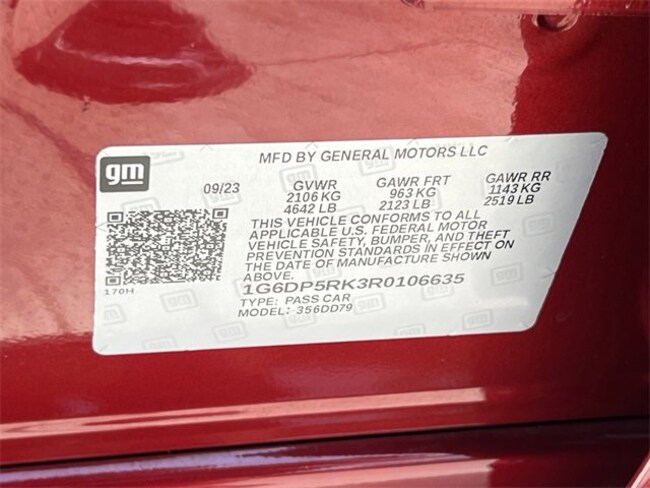 gm
MFD BY GENERAL MOTORS LLC
09/23
GVWR
2106 KG
4642 LB
GAWR FRT
963 KG
2123 LB
GAWR RR
1143 KG
2519 LB
THIS VEHICLE CONFORMS TO ALL
APPLICABLE U.S. FEDERAL MOTOR
VEHICLE SAFETY, BUMPER, AND THEFT
PREVENTION STANDARDS IN EFFECT ON
THE DATE OF MANUFACTURE SHOWN
ABOVE.
170H
1G6DP5RK3R0106635
TYPE: PASS CAR
MODEL: 356DD79